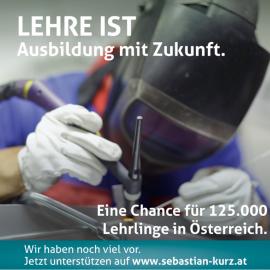 LEHRE IST
Ausbildung mit Zukunft.
Eine Chance für 125.000
Lehrlinge in Österreich.
Wir haben noch viel vor.
Jetzt unterstützen auf www.sebastian-kurz.at